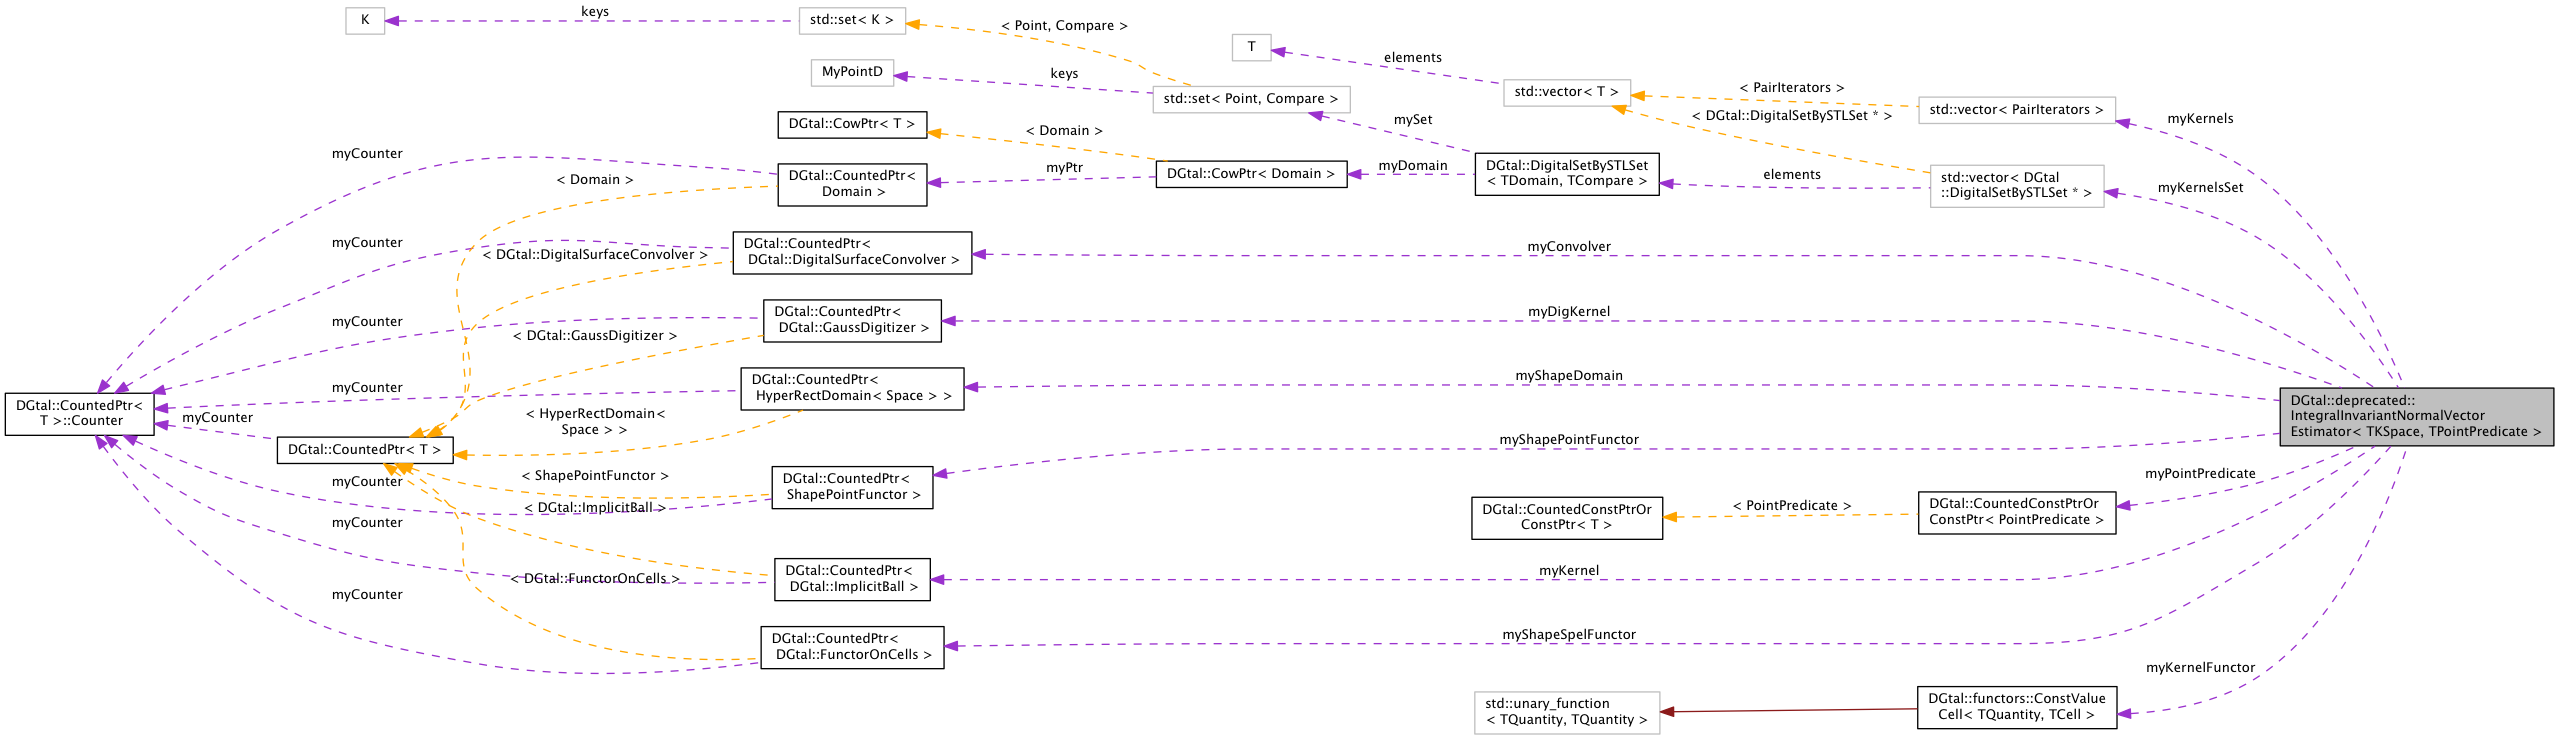 K
keys
std::set< K >
< Point, Compare >
MyPointD
keys
std::set< Point, Compare >
T
elements
std::vector< T >
< PairIterators >
std::vector< PairIterators >
myKernels
< DGtal::DigitalSetBySTLSet * >
mySet
DGtal::CowPtr< T >
< Domain >
myCounter
DGtal::CountedPtr<
Domain >
myPtr
DGtal::CowPtr< Domain >
myDomain
DGtal::DigitalSetBySTLSet
< TDomain, TCompare >
elements
std::vector< DGtal
::DigitalSetBySTLSet * >
myKernelsSet
< Domain >
myCounter
DGtal::CountedPtr<
DGtal::DigitalSurfaceConvolver >
myConvolver
< DGtal::DigitalSurfaceConvolver >
myCounter
DGtal::CountedPtr<
DGtal::GaussDigitizer >
myDigKernel
< DGtal::GaussDigitizer >
myCounter
DGtal::CountedPtr<
HyperRectDomain< Space > >
myShapeDomain
DGtal::CountedPtr<
T >::Counter
myCounter
< HyperRectDomain<
Space > >
DGtal::CountedPtr< T >
DGtal::deprecated::
IntegralInvariantNormalVector
Estimator< TKSpace, TPointPredicate >
myShapePointFunctor
myCounter
< ShapePointFunctor >
DGtal::CountedPtr<
ShapePointFunctor >
myPointPredicate
< DGtal::ImplicitBall >
DGtal::CountedConstPtrOr
ConstPtr< T >
< PointPredicate >
DGtal::CountedConstPtrOr
ConstPtr< PointPredicate >
myCounter
DGtal::CountedPtr<
DGtal::ImplicitBall >
myKernel
< DGtal::FunctorOnCells >
myCounter
DGtal::CountedPtr<
DGtal::FunctorOnCells >
myShapeSpelFunctor
myKernelFunctor
std::unary_function
< TQuantity, TQuantity >
DGtal::functors::ConstValue
Cell< TQuantity, TCell >